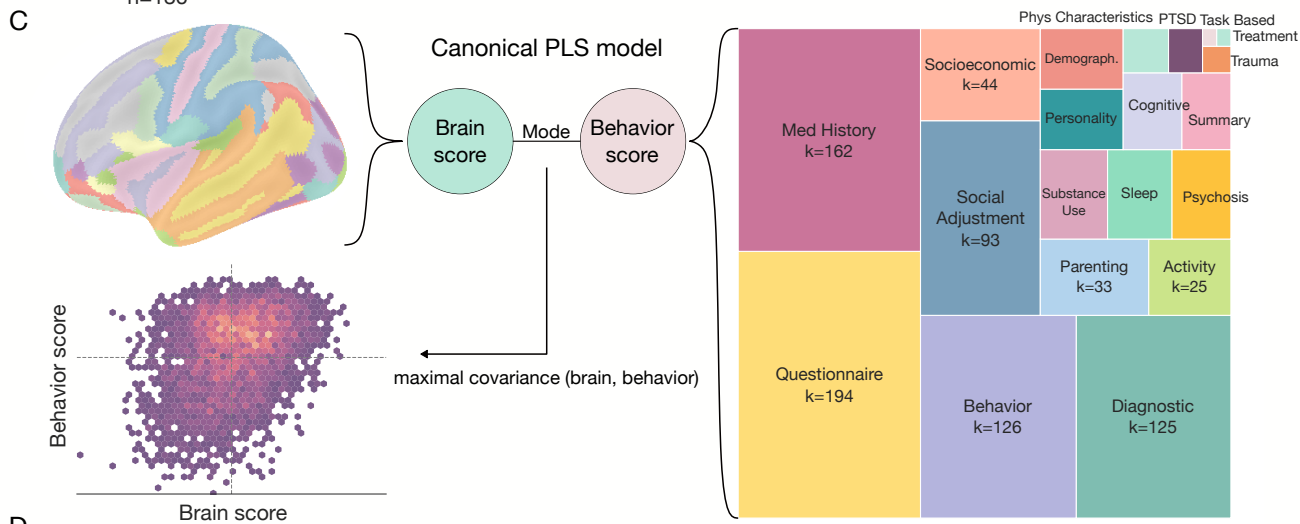 C
Canonical PLS model
Brain
score
Mode
Behavior
score
maximal covariance (brain, behavior)
Behavior score
Brain score
Phys Characteristics PTSD Task Based
Treatment
Trauma
Med History
k=162
Socioeconomic
k=44
Demograph.
Personality
Cognitive
Summary
Social
Adjustment
k=93
Substance
Use
Sleep
Psychosis
Parenting
k=33
Activity
k=25
Questionnaire
k=194
Behavior
k=126
Diagnostic
k=125